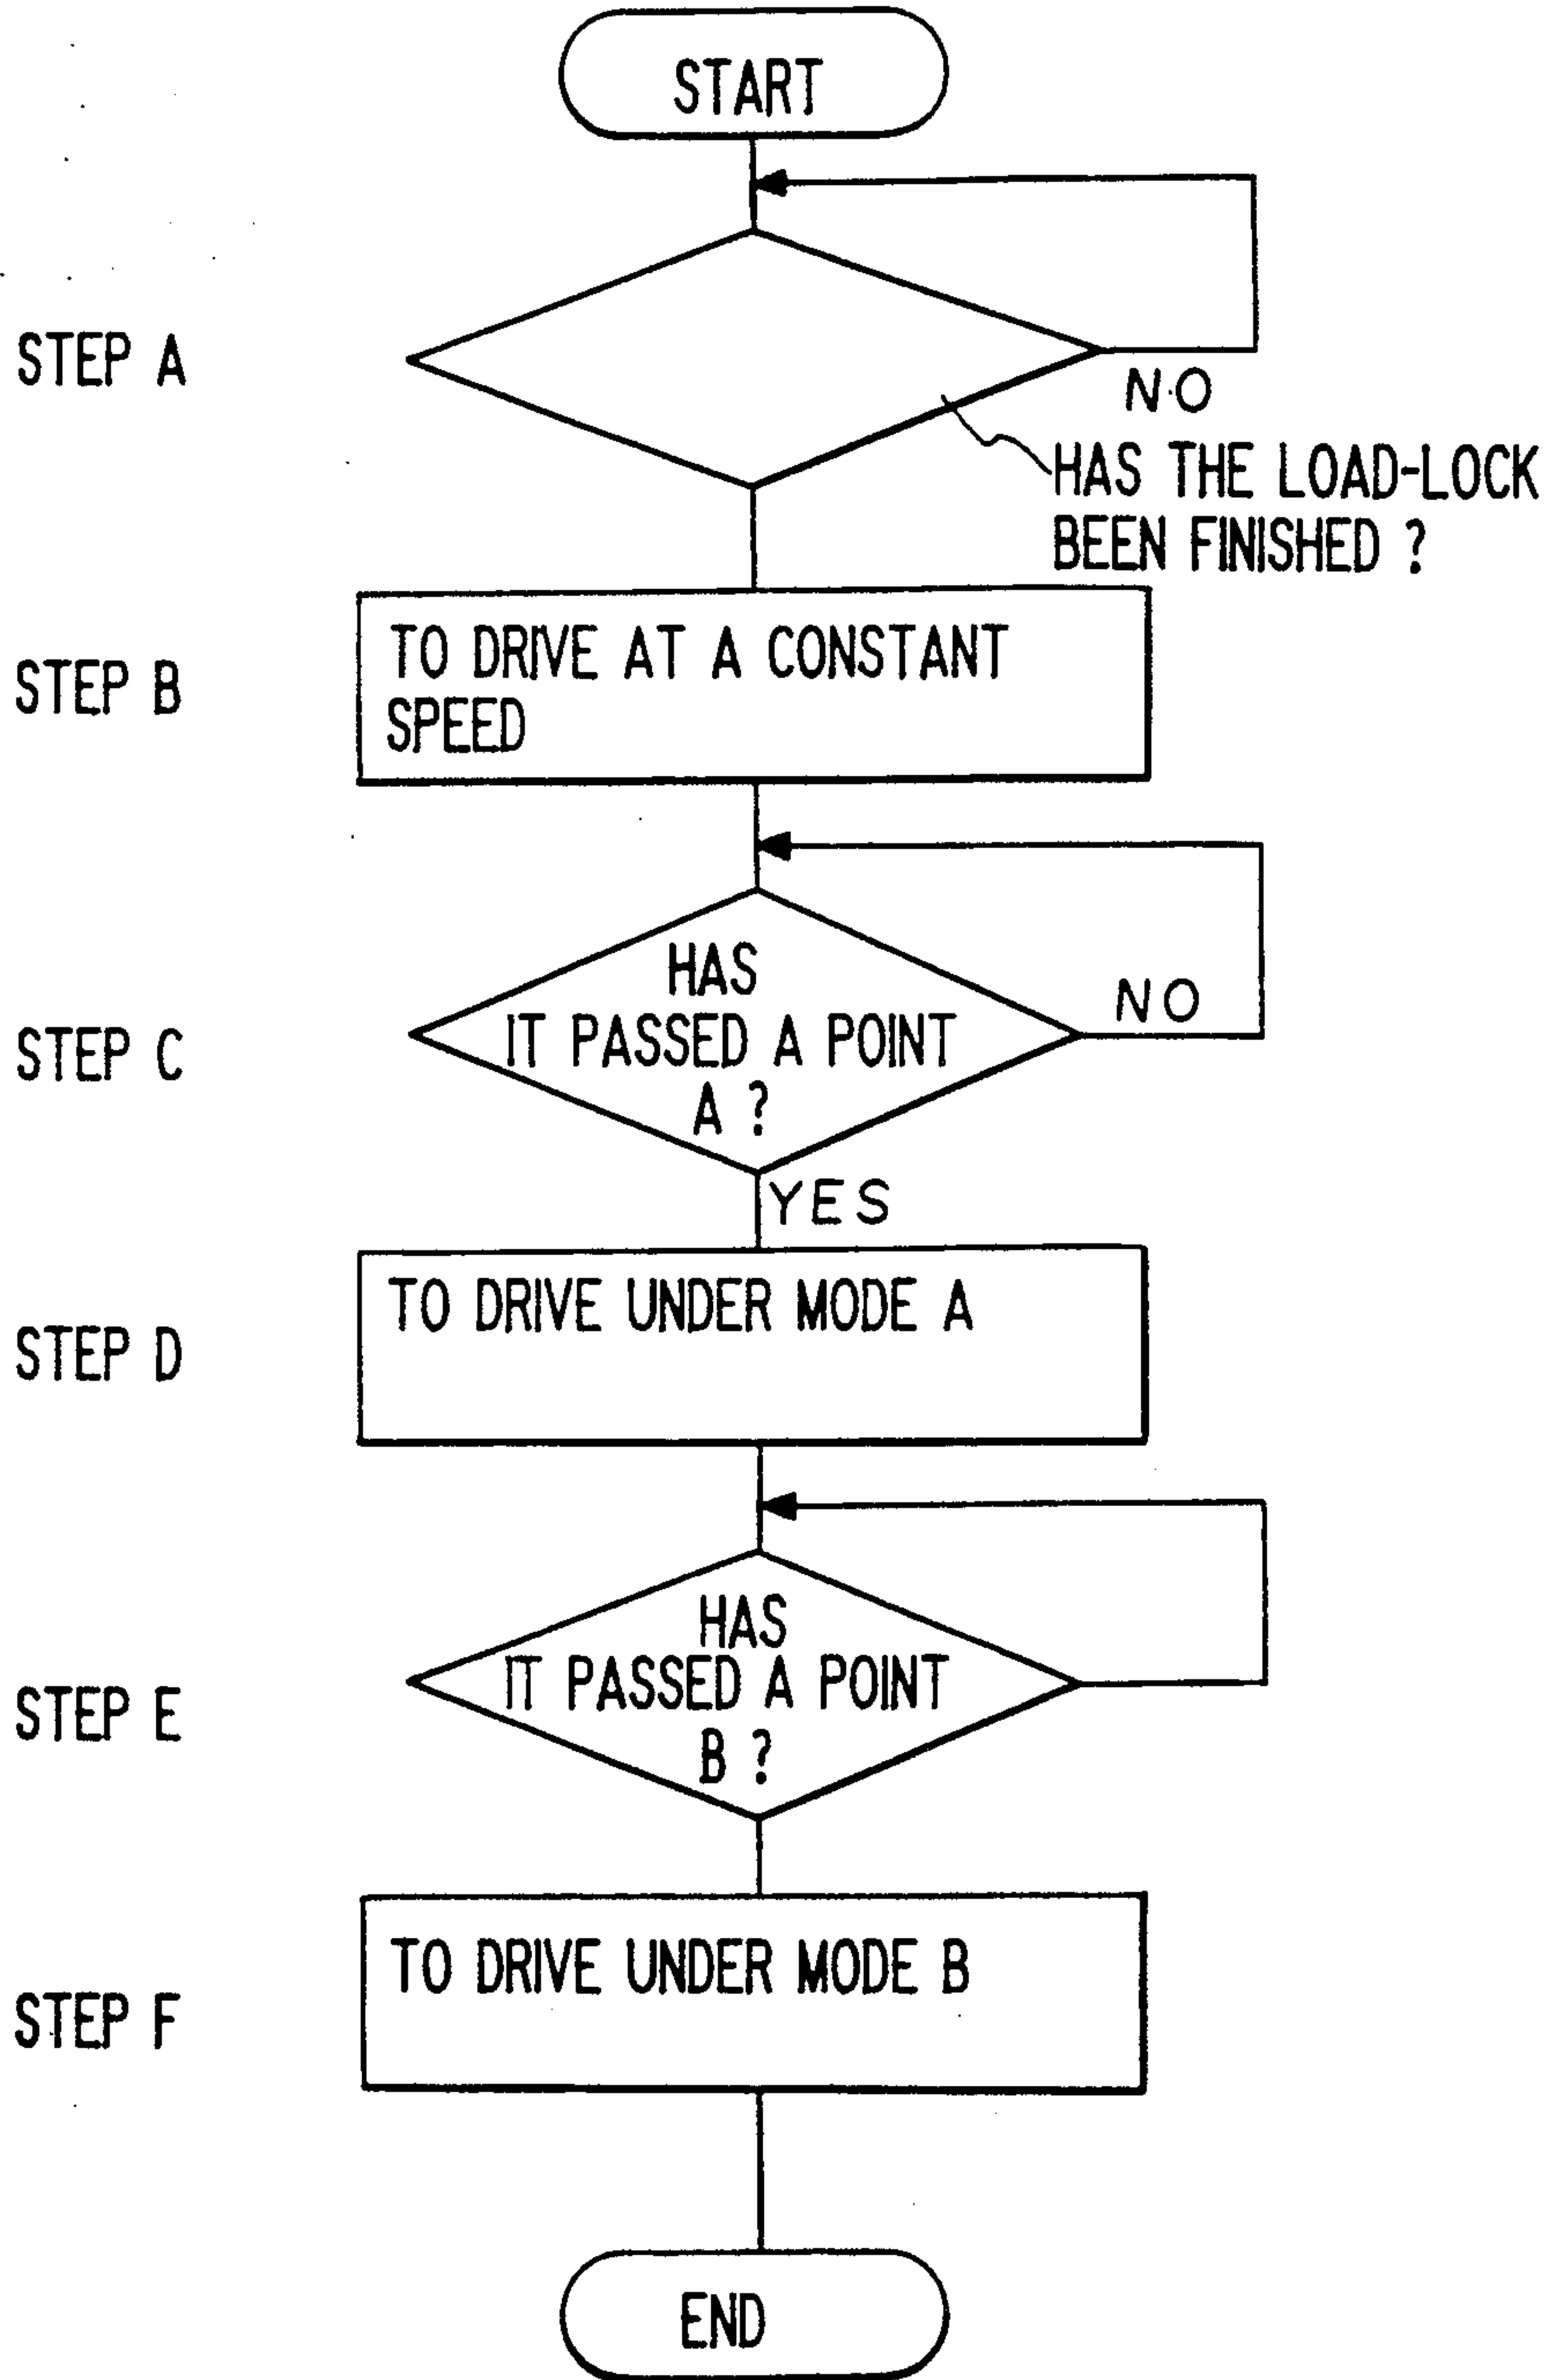 START
STEP A
NO
HAS THE LOAD-LOCK
BEEN FINISHED ?
STEP B
TO DRIVE AT A CONSTANT
SPEED
STEP C
HAS
IT PASSED A POINT
A ?
NO
YES
STEP D
TO DRIVE UNDER MODE A
STEP E
HAS
IT PASSED A POINT
B ?
STEP F
TO DRIVE UNDER MODE B
END